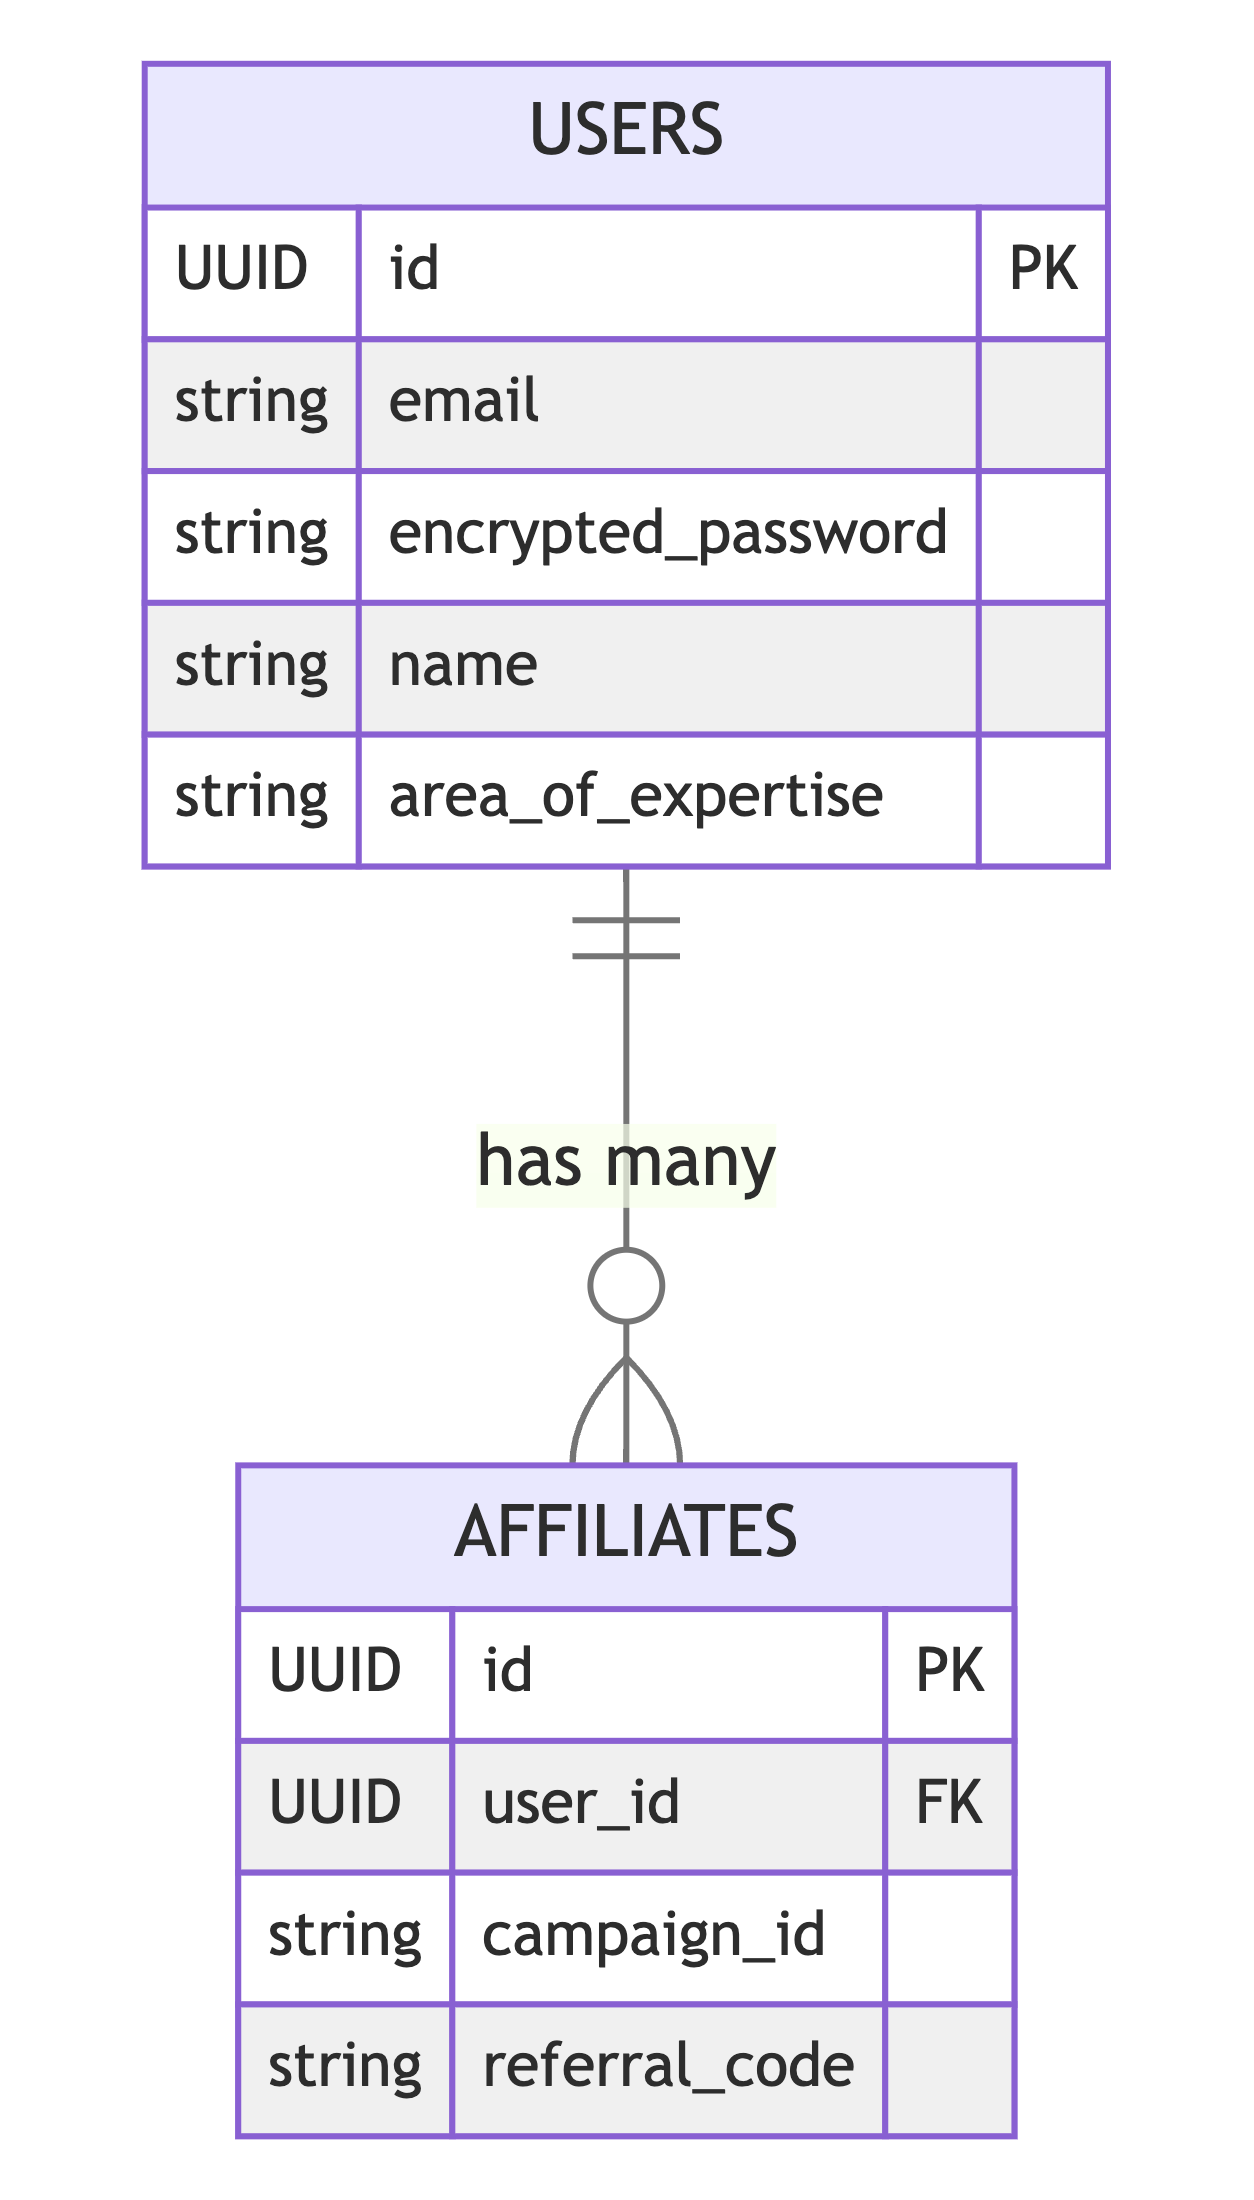 USERS
UUID id PK
string email
string encrypted_password
string name
string area_of_expertise
has many
AFFILIATES
UUID id PK
UUID user_id FK
string campaign_id
string referral_code